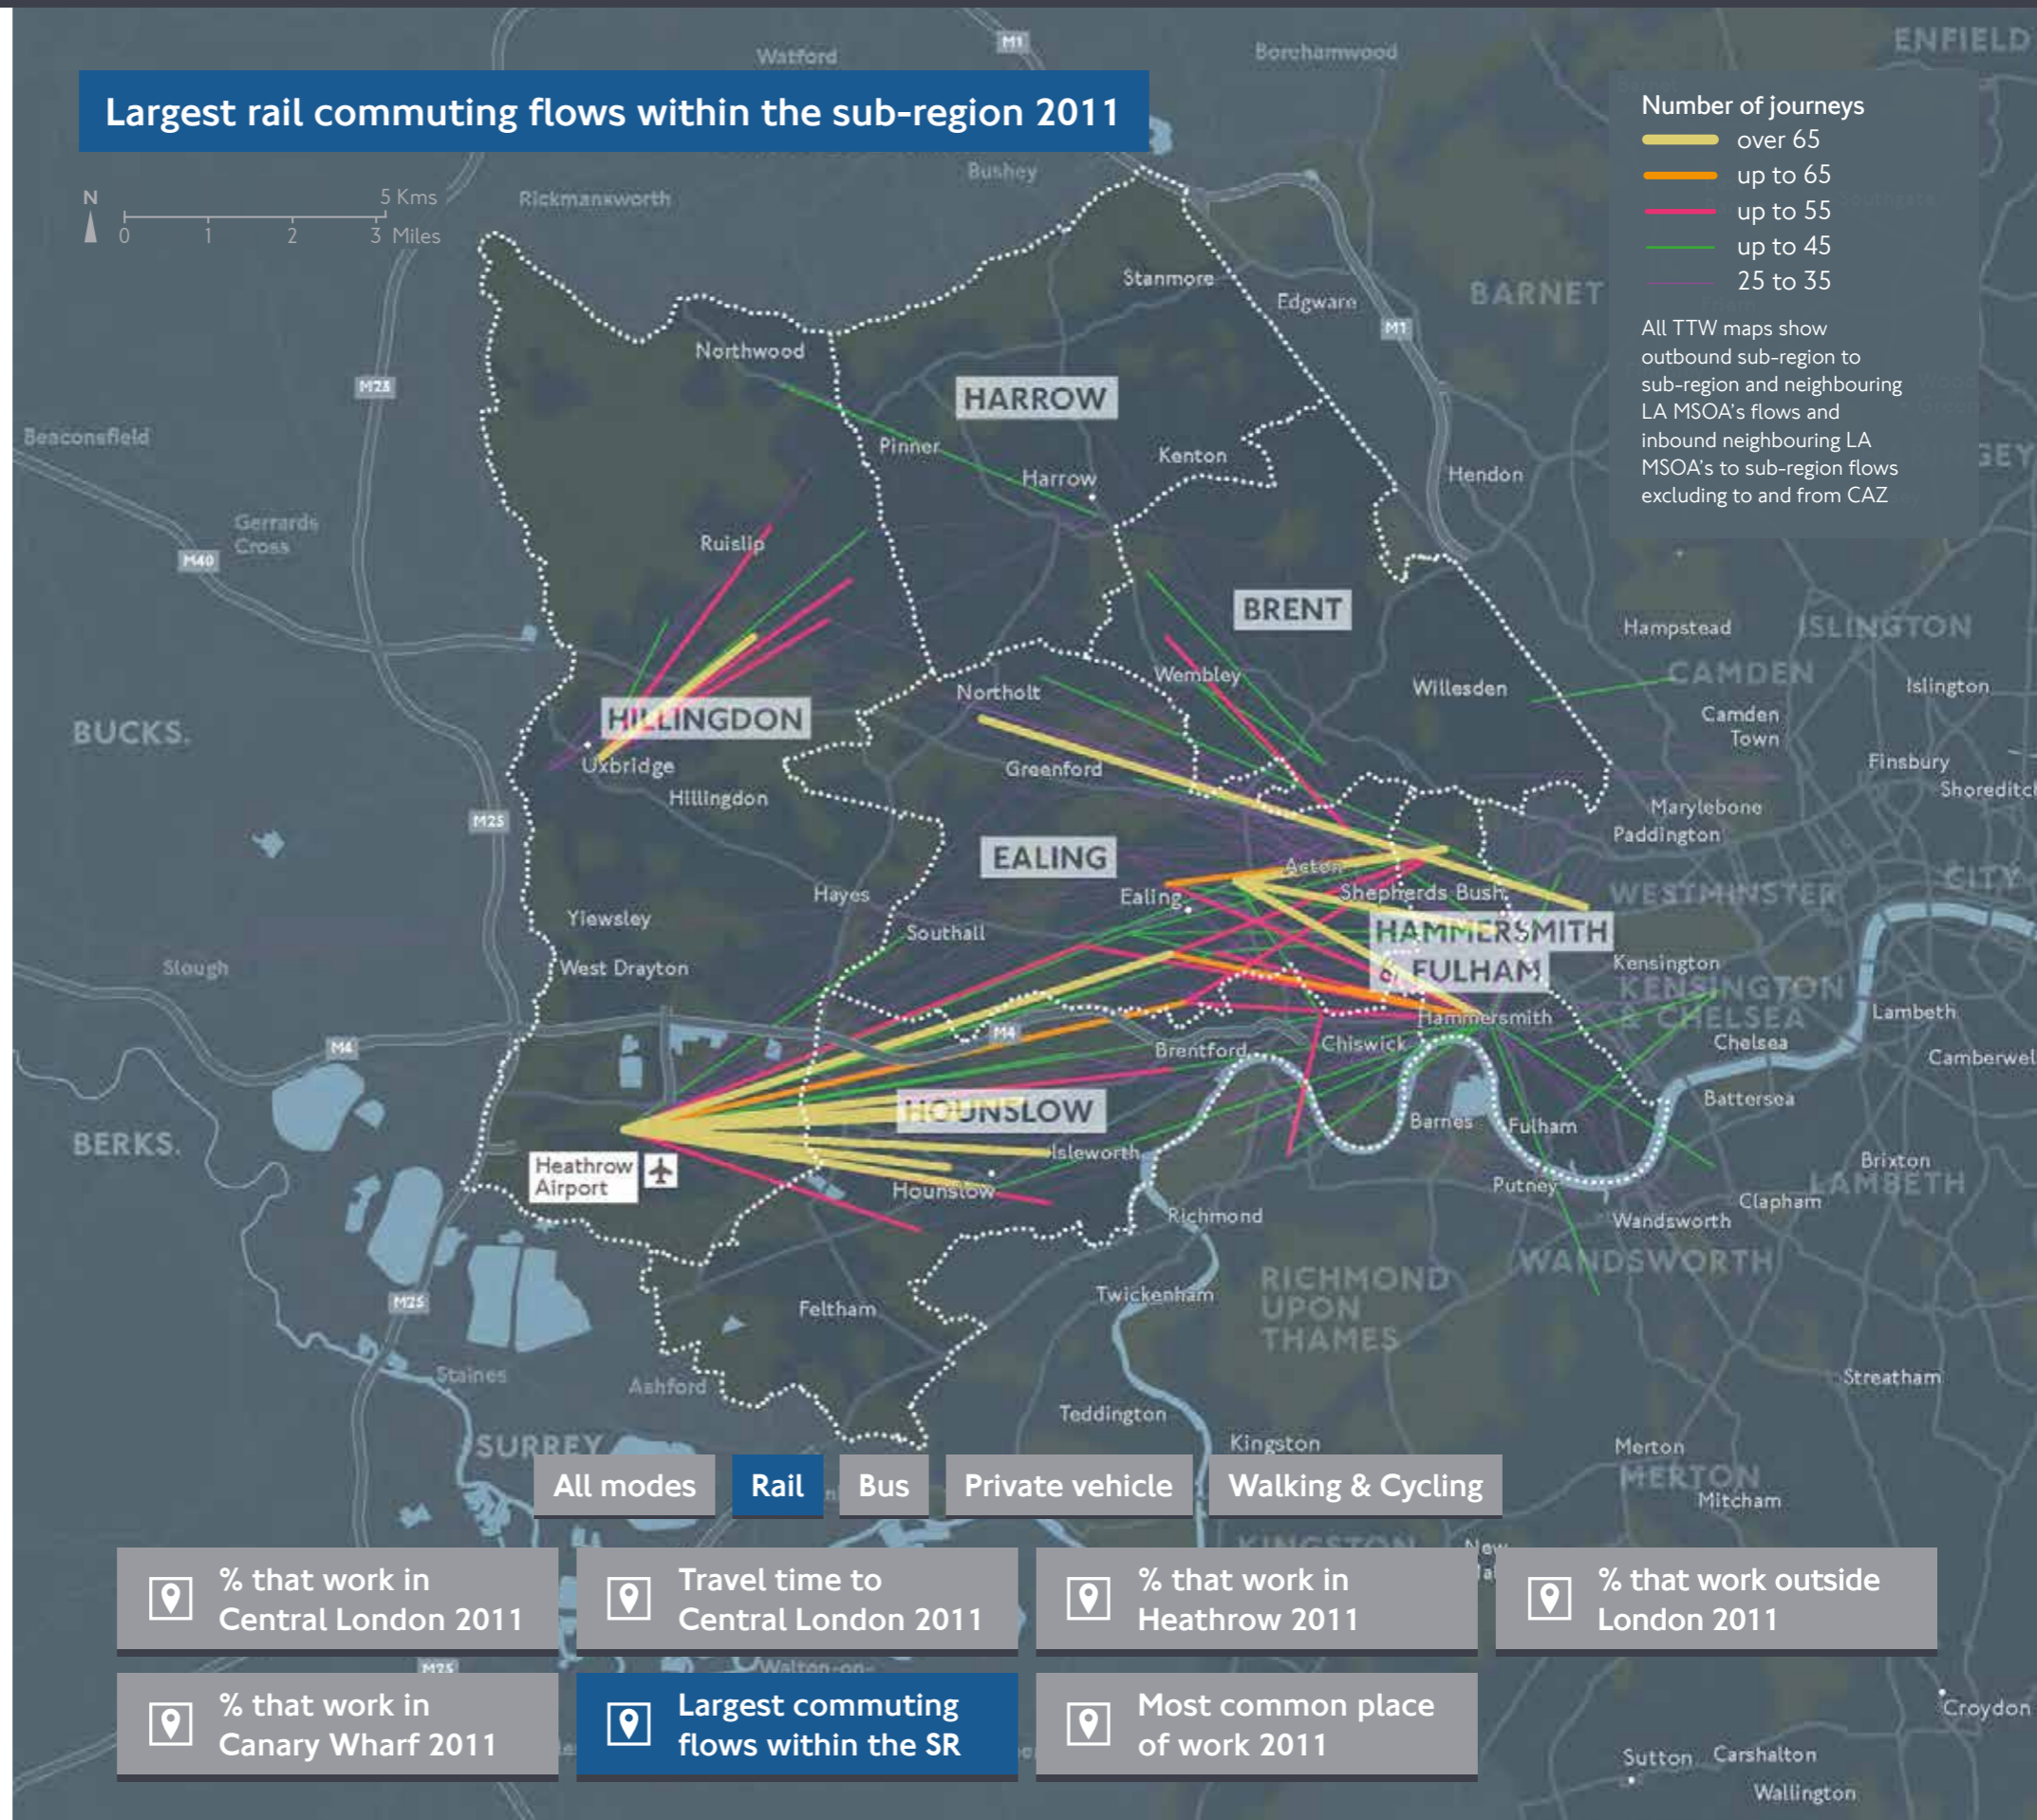 Largest rail commuting flows within the sub-region 2011
N
5 Kms
0 1 2 3 Miles
Number of journeys
over 65
up to 65
up to 55
up to 45
25 to 35
All TTW maps show
outbound sub-region to
sub-region and neighbouring
LA MSOA's flows and
inbound neighbouring LA
MSOA's to sub-region flows
excluding to and from CAZ
Watford
M1
Borehamwood
ENFIELD
Bushey
Rickmansworth
Stanmore
Edgware
BARNET
M1
Northwood
M25
HARROW
Beaconsfield
Pinner
Kenton
Harrow
Hendon
Gerrards
Cross
Ruislip
M40
BRENT
Hampstead
ISLINGTON
CAMDEN
Wembley
Northolt
Willesden
Islington
HILLINGDON
Camden
Town
BUCKS.
Uxbridge
Greenford
Finsbury
Hillingdon
Marylebone
M25
Paddington
EALING
Acton
Hayes
Ealing
Shepherds Bush
WESTMINSTER
CITY
Yiewsley
Southall
HAMMERSMITH
& FULHAM
Slough
West Drayton
Kensington
KENSINGTON
& CHELSEA
Hammersmith
Lambeth
M4
M4
Brentford
Chiswick
Chelsea
HOUNSLOW
Battersea
BERKS.
Barnes
Fulham
Isleworth
Heathrow
Airport
Hounslow
Putney
Brixton
LAMBETH
Clapham
Richmond
Wandsworth
WANDSWORTH
RICHMOND
UPON
THAMES
Twickenham
M25
Feltham
Staines
Ashford
Streatham
Teddington
SURREY
Kingston
Merton
MERTON
Mitcham
All modes
Rail
Bus
Private vehicle
Walking & Cycling
KINGSTON
New
% that work in
Central London 2011
Travel time to
Central London 2011
% that work in
Heathrow 2011
% that work outside
London 2011
M25
Walton-on-
% that work in
Canary Wharf 2011
Largest commuting
flows within the SR
Most common place
of work 2011
Croydon
Sutton
Carshalton
Wallington